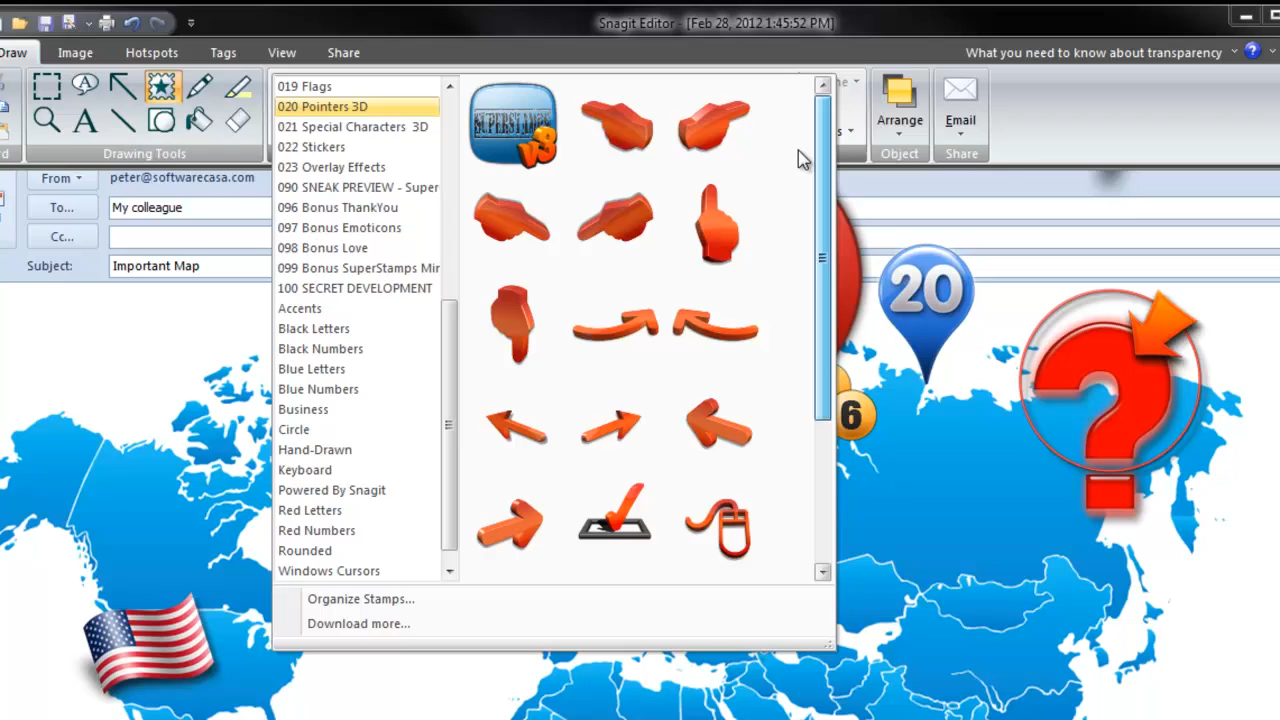 Snagit Editor - [Feb 28, 2012 1:45:52 PM]
Draw Image Hotspots Tags View Share
What you need to know about transparency
Drawing Tools
Arrange
Object
Email
Share
From
peter@softwarecasa.com
To...
My colleague
Cc...
Subject:
Important Map
019 Flags
020 Pointers 3D
021 Special Characters 3D
022 Stickers
023 Overlay Effects
090 SNEAK PREVIEW - Super
096 Bonus ThankYou
097 Bonus Emoticons
098 Bonus Love
099 Bonus SuperStamps Mir
100 SECRET DEVELOPMENT
Accents
Black Letters
Black Numbers
Blue Letters
Blue Numbers
Business
Circle
Hand-Drawn
Keyboard
Powered By Snagit
Red Letters
Red Numbers
Rounded
Windows Cursors
Organize Stamps...
Download more...
SUPERSTAMPS
v3
20
6
?